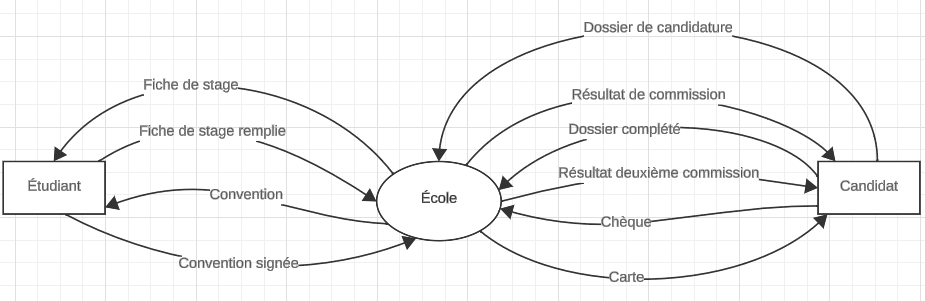 Dossier de candidature
Fiche de stage
Résultat de commission
Fiche de stage remplie
Dossier complété
Résultat deuxième commission
Étudiant
Convention
École
Candidat
Chèque
Convention signée
Carte